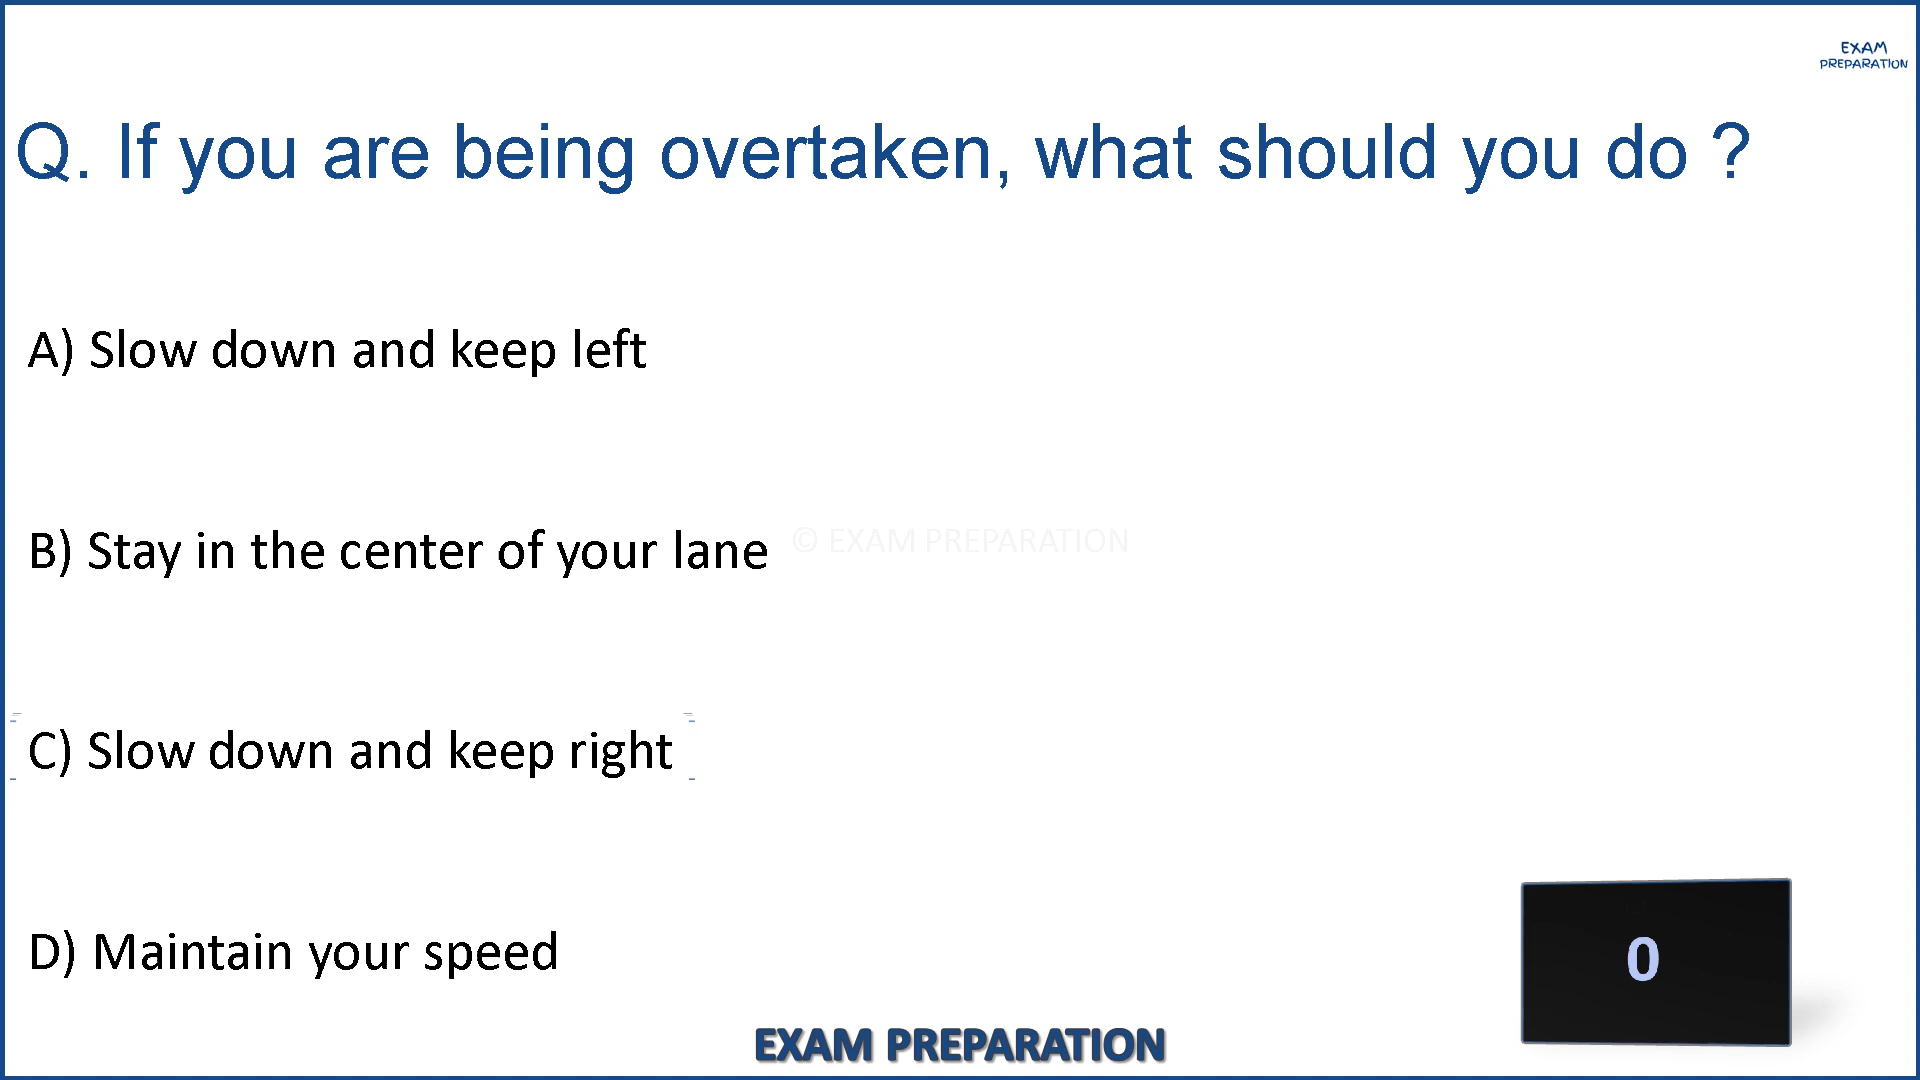 EXAM
PREPARATION
Q. If you are being overtaken, what should you do ?
A) Slow down and keep left
B) Stay in the center of your lane
© EXAM PREPARATION
C) Slow down and keep right
D) Maintain your speed
0
EXAM PREPARATION